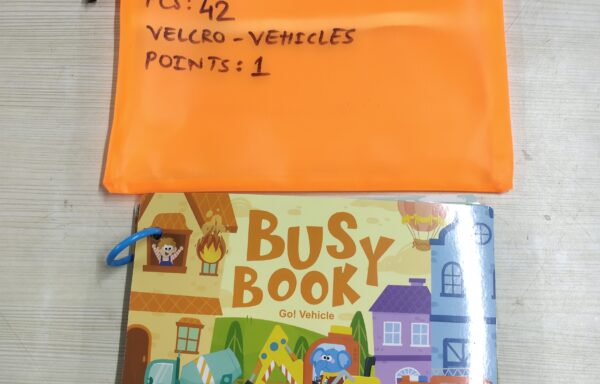 PCS: 42
VELCRO - VEHICLES
POINTS: 1
BUSY
BOOK
Go! Vehicle